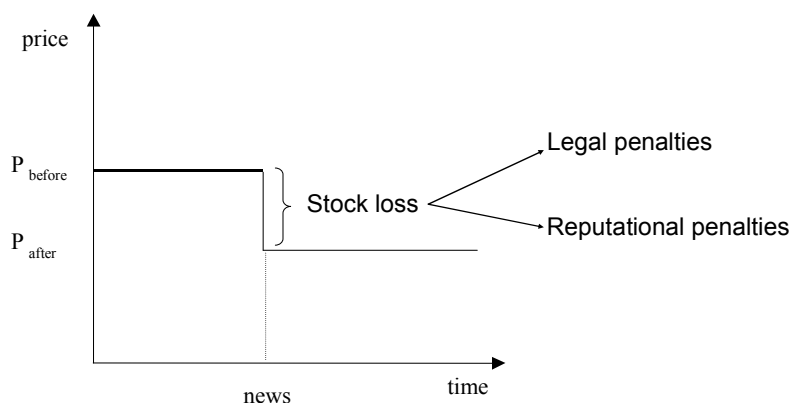 price
Legal penalties
P before
Stock loss
Reputational penalties
P after
time
news